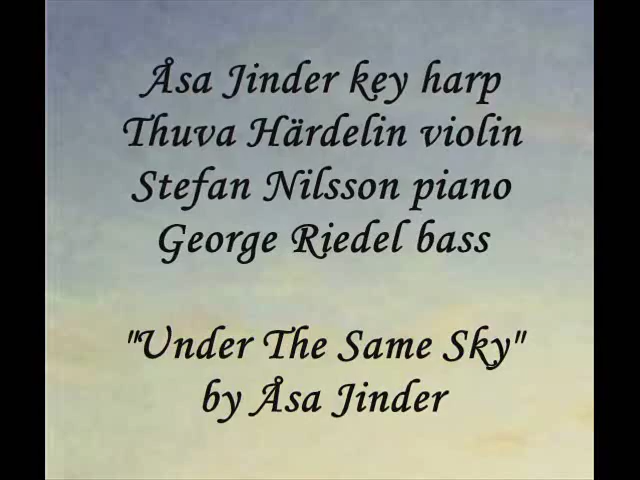 Åsa Jinder key harp
Thuva Härdelin violin
Stefan Nilsson piano
George Riedel bass
"Under The Same Sky"
by Åsa Jinder